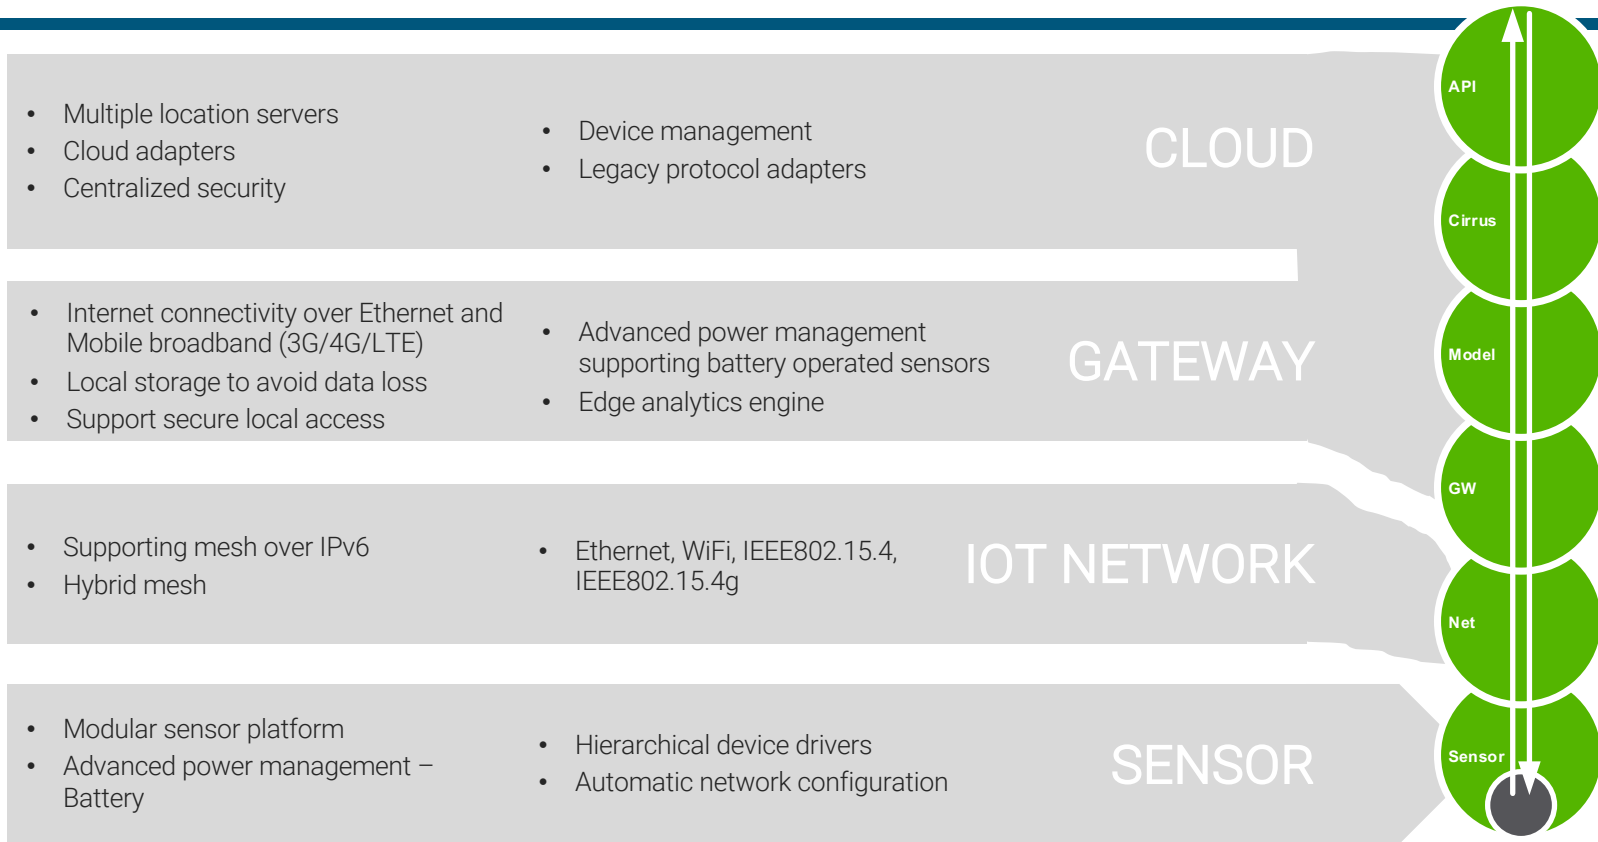 • Multiple location servers
• Cloud adapters
• Centralized security
• Device management
• Legacy protocol adapters
CLOUD
• Internet connectivity over Ethernet and
Mobile broadband (3G/4G/LTE)
• Local storage to avoid data loss
• Support secure local access
• Advanced power management
supporting battery operated sensors
• Edge analytics engine
GATEWAY
• Supporting mesh over IPv6
• Hybrid mesh
• Ethernet, WiFi, IEEE802.15.4,
IEEE802.15.4g
IOT NETWORK
• Modular sensor platform
• Advanced power management –
Battery
• Hierarchical device drivers
• Automatic network configuration
SENSOR
API
Cirrus
Model
GW
Net
Sensor